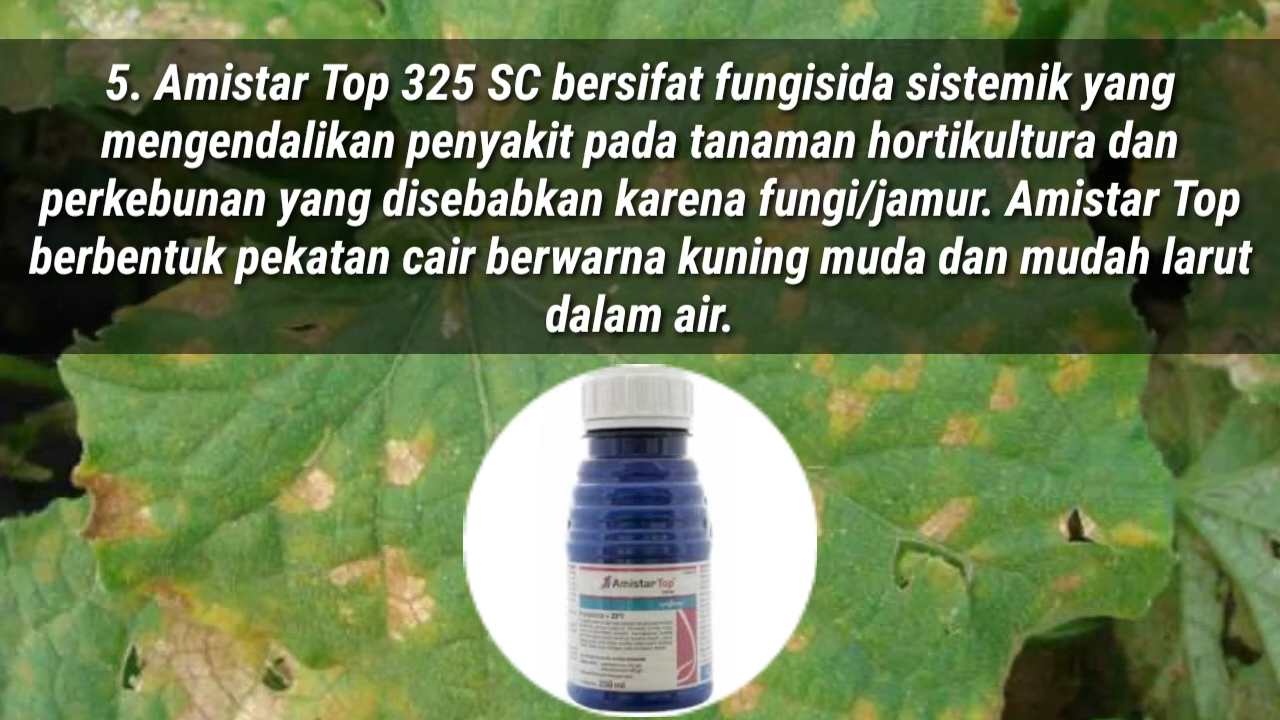 5. Amistar Top 325 SC bersifat fungisida sistemik yang
mengendalikan penyakit pada tanaman hortikultura dan
perkebunan yang disebabkan karena fungi/jamur. Amistar Top
berbentuk pekatan cair berwarna kuning muda dan mudah larut
dalam air.
Amistar Top
250 ml